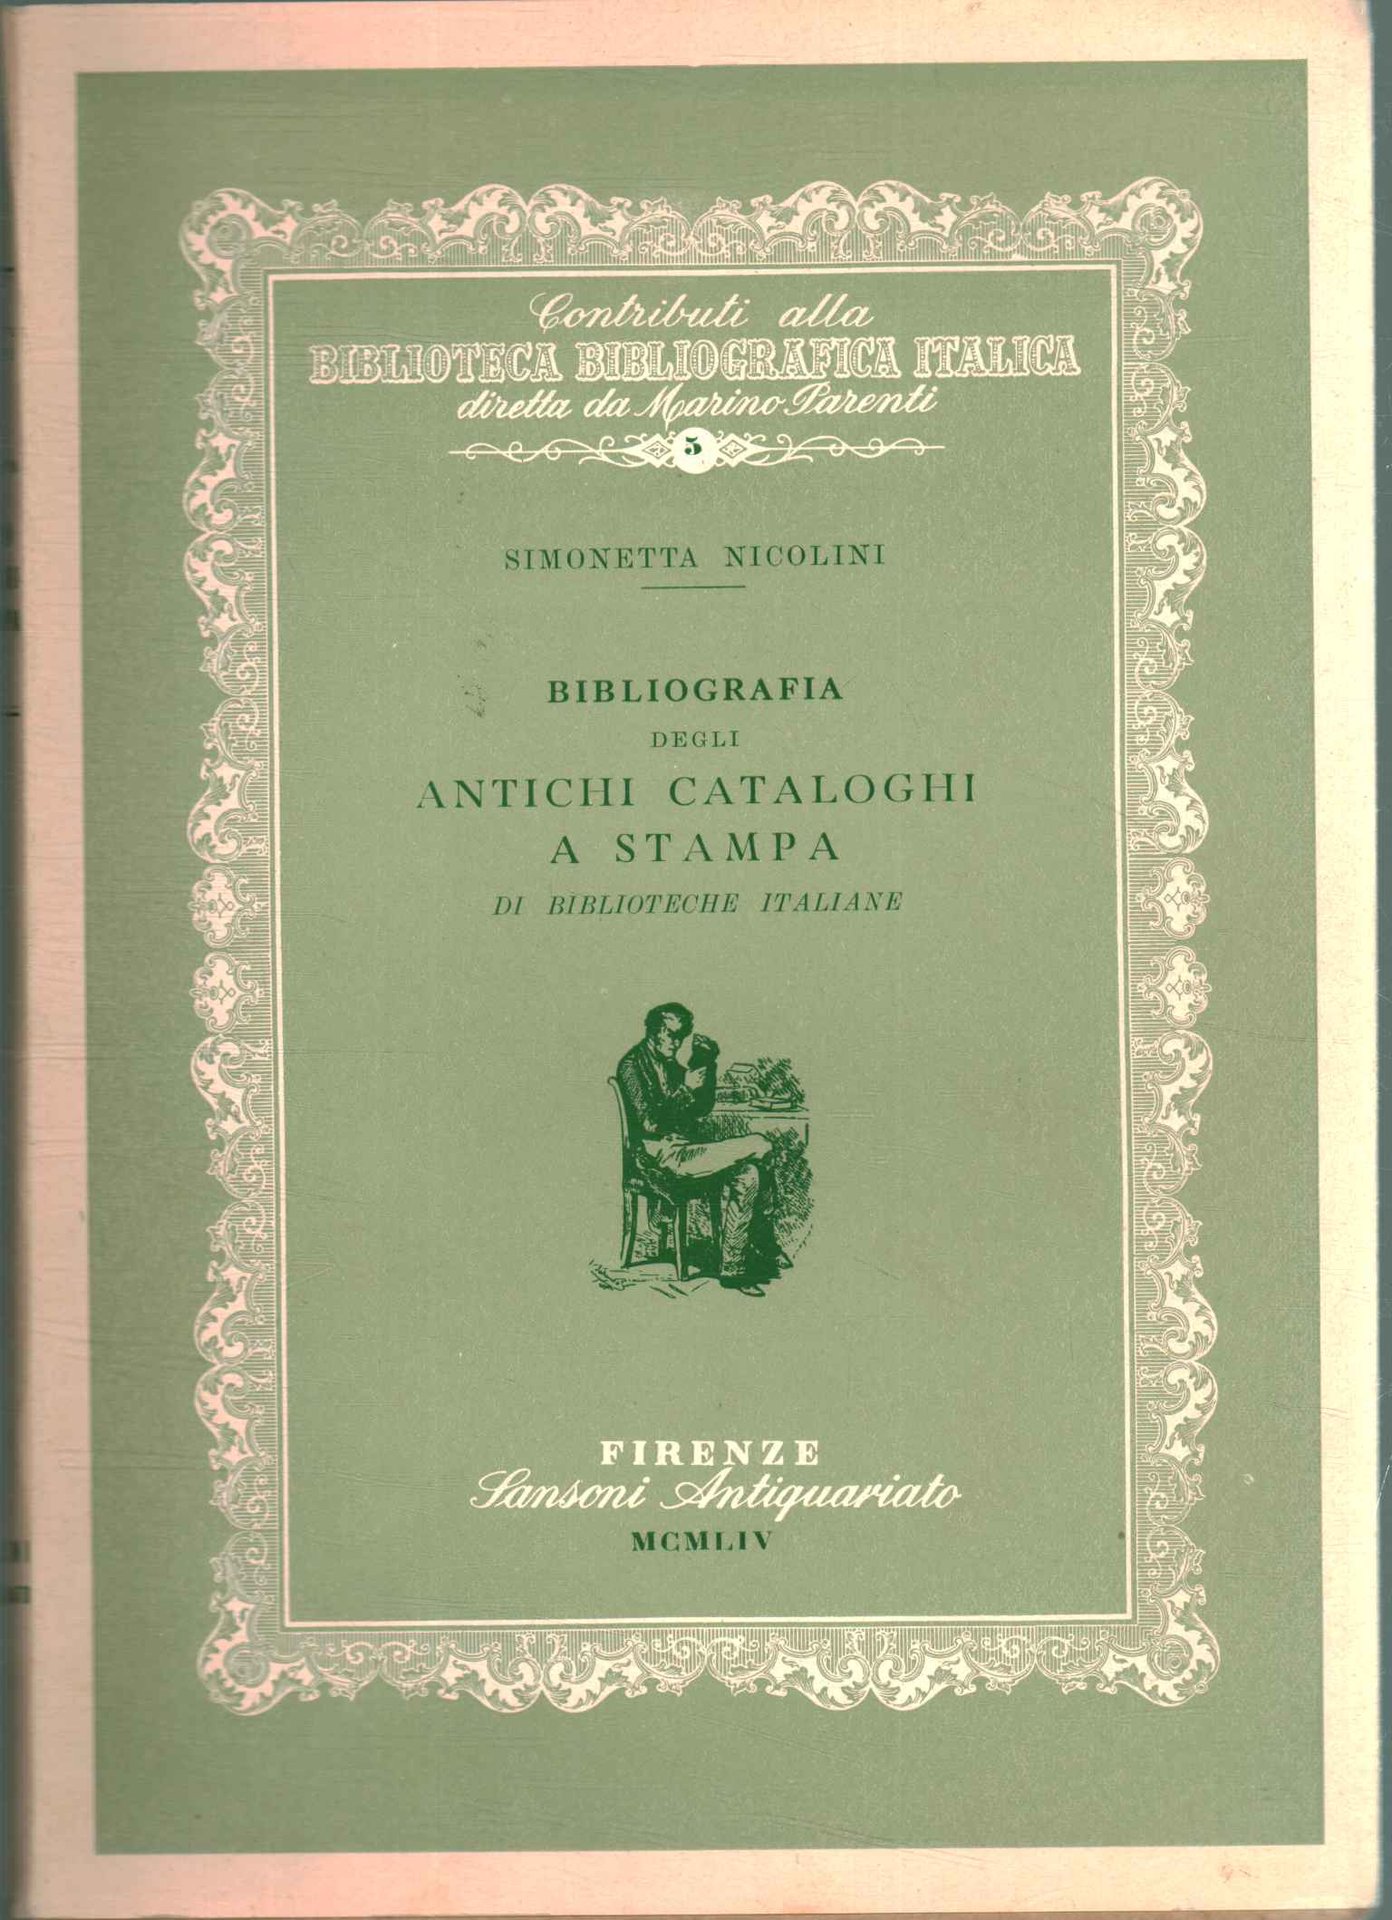 Contributi alla
BIBLIOTECA BIBLIOGRAFICA ITALICA
diretta da Marino Parenti
5
SIMONETTA NICOLINI
BIBLIOGRAFIA
DEGLI
ANTICHI CATALOGHI
A STAMPA
DI BIBLIOTECHE ITALIANE
FIRENZE
Sansoni Antiquariato
MCMLIV